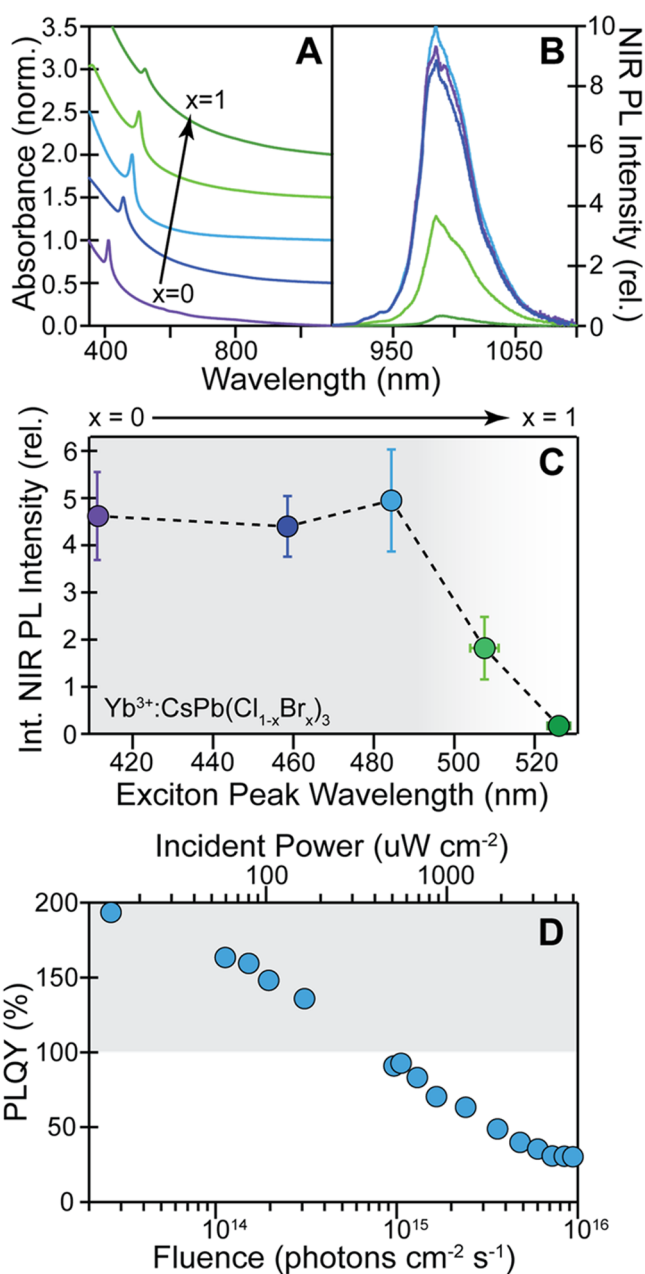 A
B
Absorbance (norm.)
3.5
3.0
2.5
2.0
1.5
1.0
0.5
0.0
x=1
x=0
400
800
950
1050
Wavelength (nm)
10
8
6
4
2
0
NIR PL Intensity (rel.)
x = 0
x = 1
C
Int. NIR PL Intensity (rel.)
6
5
4
3
2
1
0
Yb³⁺:CsPb(Cl₁₋ₓBrₓ)₃
420
440
460
480
500
520
Exciton Peak Wavelength (nm)
Incident Power (uW cm⁻²)
100
1000
D
PLQY (%)
200
150
100
50
0
10¹⁴
10¹⁵
10¹⁶
Fluence (photons cm⁻² s⁻¹)